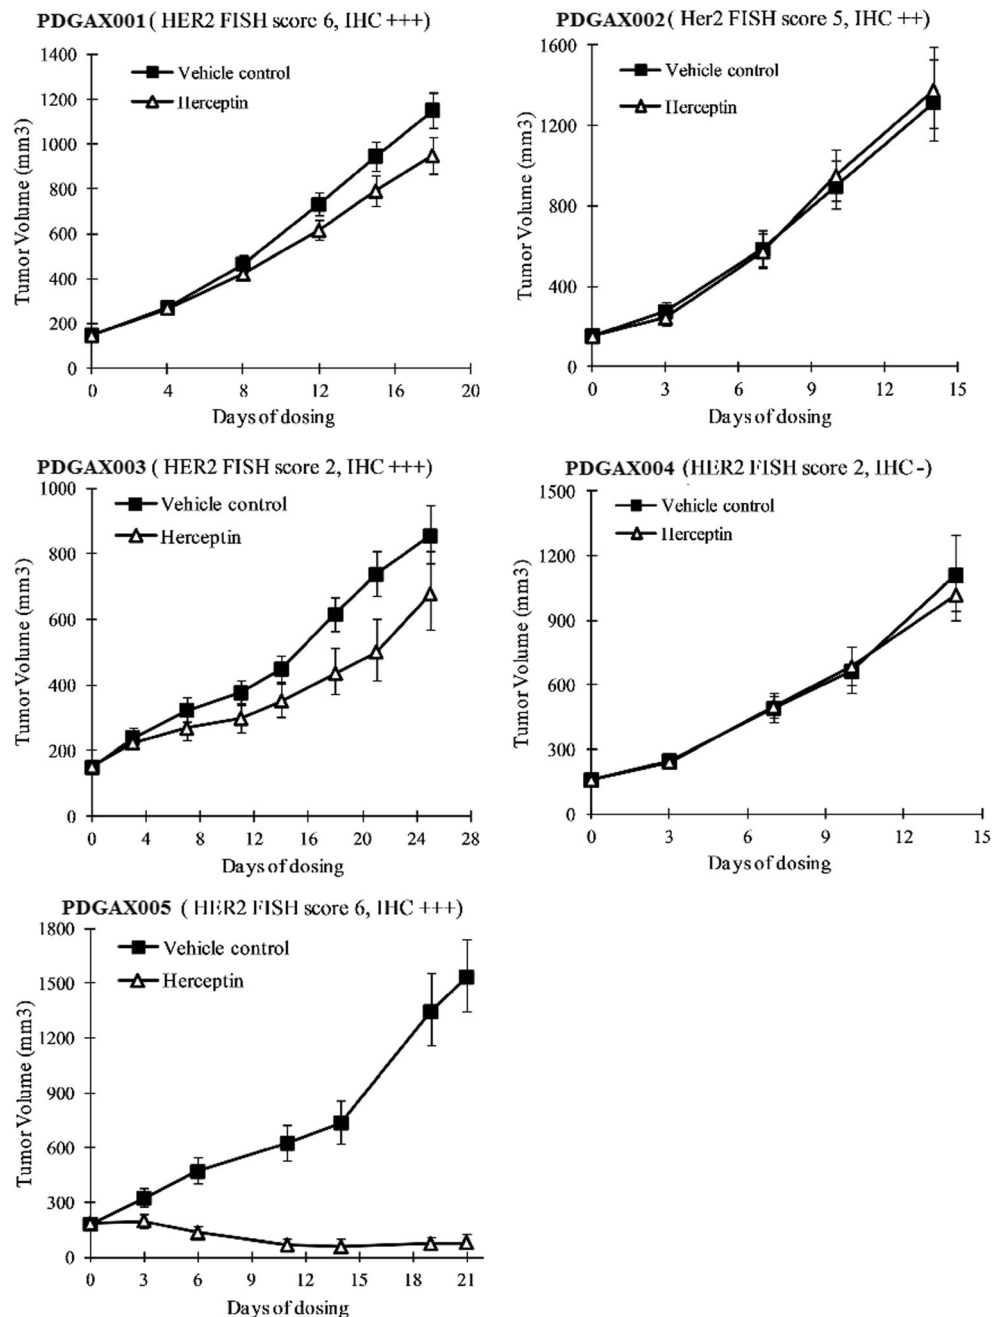 PDGAX001 ( HER2 FISH score 6, IHC +++)
1400
1200
1000
800
600
400
200
0
Tumor Volume (mm3)
Vehicle control
Herceptin
0 4 8 12 16 20
Days of dosing
PDGAX002 ( Her2 FISH score 5, IHC ++)
1600
1200
800
400
0
Tumor Volume (mm3)
Vehicle control
Herceptin
0 3 6 9 12 15
Days of dosing
PDGAX003 ( HER2 FISH score 2, IHC +++)
1000
800
600
400
200
0
Tumor Volume (mm3)
Vehicle control
Herceptin
0 4 8 12 16 20 24 28
Days of dosing
PDGAX004 (HER2 FISH score 2, IHC -)
1500
1200
900
600
300
0
Tumor Volume (mm3)
Vehicle control
Herceptin
0 3 6 9 12 15
Days of dosing
PDGAX005 ( HER2 FISH score 6, IHC +++)
1800
1500
1200
900
600
300
0
Tumor Volume (mm3)
Vehicle control
Herceptin
0 3 6 9 12 15 18 21
Days of dosing